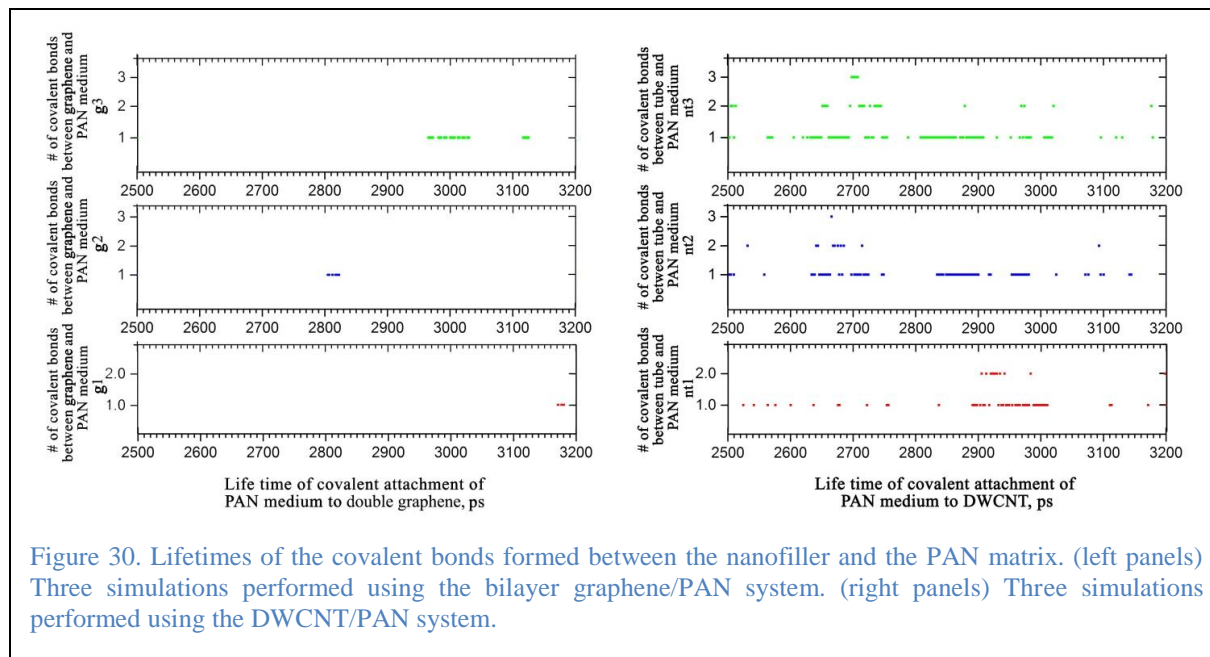 # of covalent bonds
between graphene and
PAN medium
g3
3
2
1
2500 2600 2700 2800 2900 3000 3100 3200
# of covalent bonds
between graphene and
PAN medium
g2
3
2
1
2500 2600 2700 2800 2900 3000 3100 3200
# of covalent bonds
between graphene and
PAN medium
g1
2.0
1.0
2500 2600 2700 2800 2900 3000 3100 3200
Life time of covalent attachment of
PAN medium to double graphene, ps
# of covalent bonds
between tube and
PAN medium
nt3
3
2
1
2500 2600 2700 2800 2900 3000 3100 3200
# of covalent bonds
between tube and
PAN medium
nt2
3
2
1
2500 2600 2700 2800 2900 3000 3100 3200
# of covalent bonds
between tube and
PAN medium
nt1
2.0
1.0
2500 2600 2700 2800 2900 3000 3100 3200
Life time of covalent attachment of
PAN medium to DWCNT, ps
Figure 30. Lifetimes of the covalent bonds formed between the nanofiller and the PAN matrix. (left panels)
Three simulations performed using the bilayer graphene/PAN system. (right panels) Three simulations
performed using the DWCNT/PAN system.